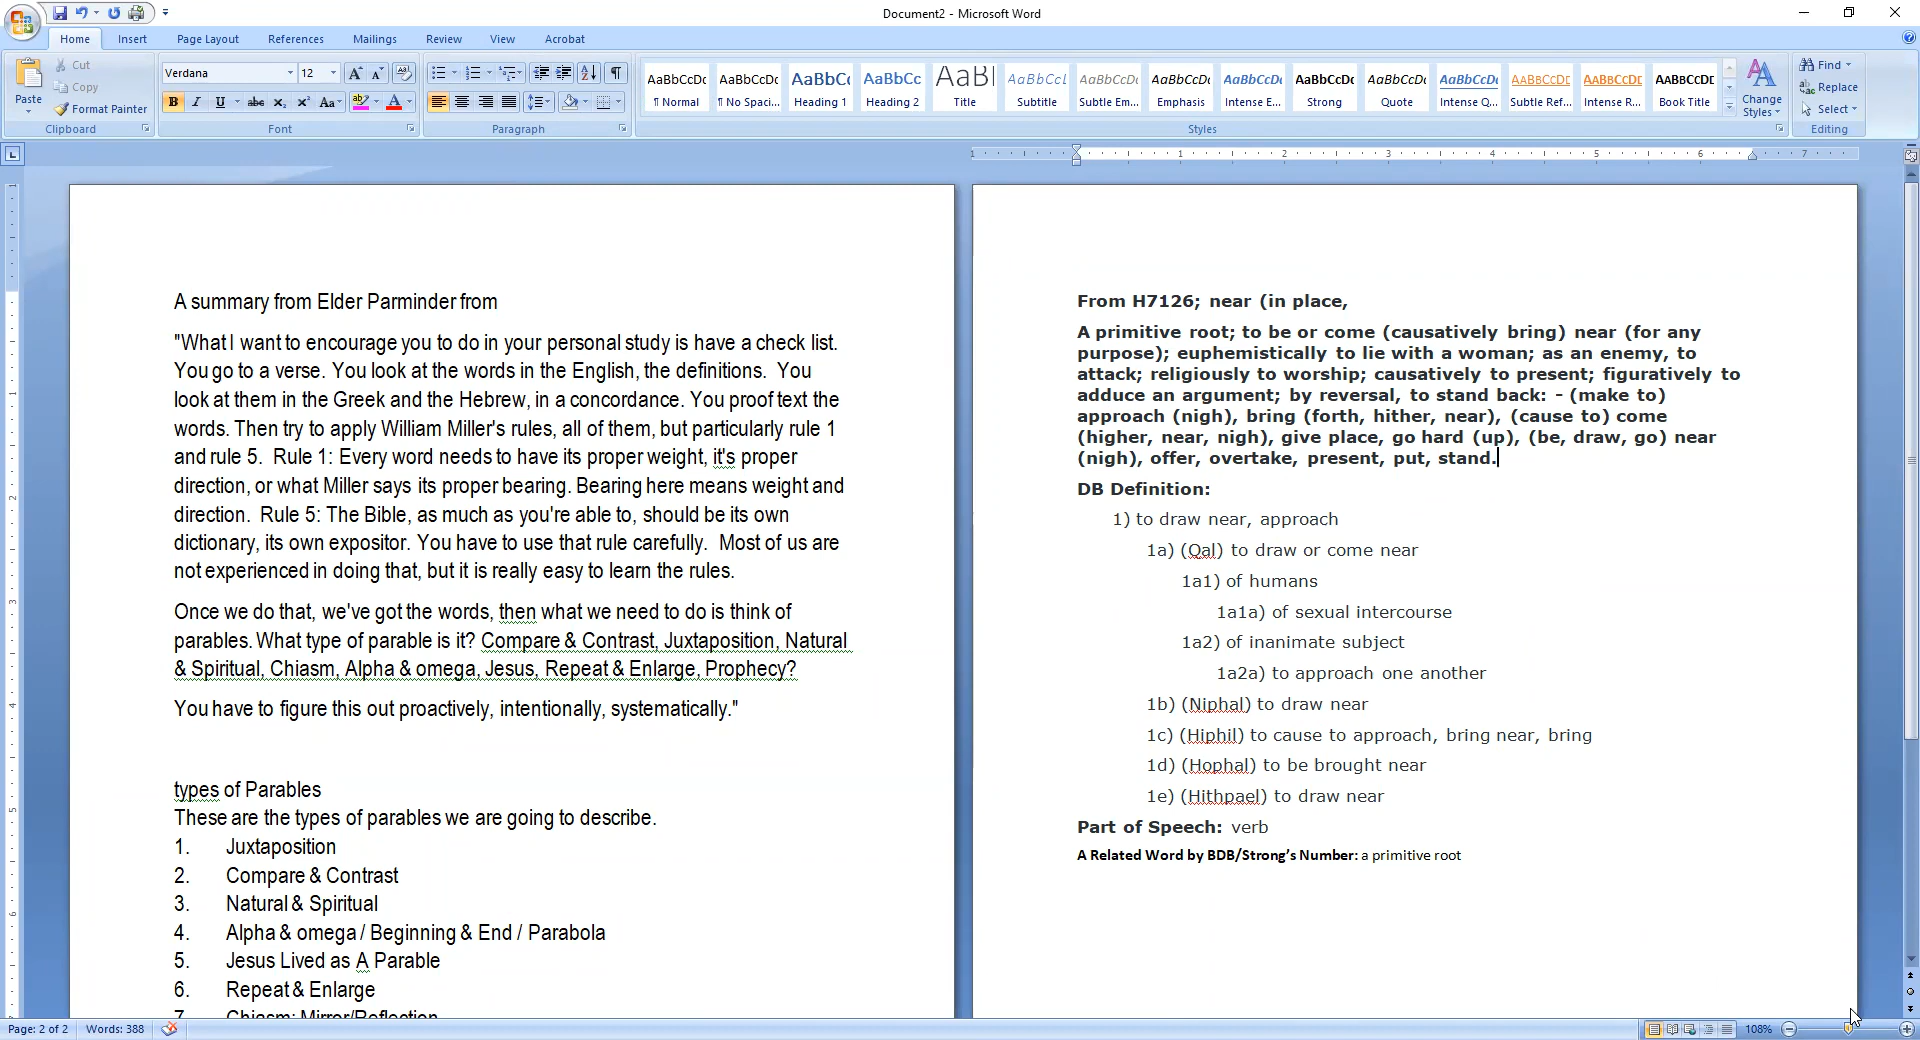 Document2 - Microsoft Word
Home Insert Page Layout References Mailings Review View Acrobat
Paste
Cut
Copy
Format Painter
Clipboard
Verdana 12
Font
Paragraph
AaBbCcDc AaBbCcDc AaBbC( AaBbCc AaB| AaBbCcL AaBbCcDc AaBbCcDc AaBbCcDc AaBbCcDc AaBbCcDc AaBbCcDc AABBCCDE AABBCCDE AABBCCDE
¶ Normal ¶ No Spaci... Heading 1 Heading 2 Title Subtitle Subtle Em... Emphasis Intense E... Strong Quote Intense Q... Subtle Ref... Intense R... Book Title
Change
Styles
Styles
Find
Replace
Select
Editing
A summary from Elder Parminder from
"What I want to encourage you to do in your personal study is have a check list.
You go to a verse. You look at the words in the English, the definitions. You
look at them in the Greek and the Hebrew, in a concordance. You proof text the
words. Then try to apply William Miller's rules, all of them, but particularly rule 1
and rule 5. Rule 1: Every word needs to have its proper weight, it's proper
direction, or what Miller says its proper bearing. Bearing here means weight and
direction. Rule 5: The Bible, as much as you're able to, should be its own
dictionary, its own expositor. You have to use that rule carefully. Most of us are
not experienced in doing that, but it is really easy to learn the rules.
Once we do that, we've got the words, then what we need to do is think of
parables. What type of parable is it? Compare & Contrast, Juxtaposition, Natural
& Spiritual, Chiasm, Alpha & omega, Jesus, Repeat & Enlarge, Prophecy?
You have to figure this out proactively, intentionally, systematically."
types of Parables
These are the types of parables we are going to describe.
1. Juxtaposition
2. Compare & Contrast
3. Natural & Spiritual
4. Alpha & omega / Beginning & End / Parabola
5. Jesus Lived as A Parable
6. Repeat & Enlarge
7. Chiasm: Mirror/Reflection
From H7126; near (in place,
A primitive root; to be or come (causatively bring) near (for any
purpose); euphemistically to lie with a woman; as an enemy, to
attack; religiously to worship; causatively to present; figuratively to
adduce an argument; by reversal, to stand back: - (make to)
approach (nigh), bring (forth, hither, near), (cause to) come
(higher, near, nigh), give place, go hard (up), (be, draw, go) near
(nigh), offer, overtake, present, put, stand.
DB Definition:
1) to draw near, approach
1a) (Qal) to draw or come near
1a1) of humans
1a1a) of sexual intercourse
1a2) of inanimate subject
1a2a) to approach one another
1b) (Niphal) to draw near
1c) (Hiphil) to cause to approach, bring near, bring
1d) (Hophal) to be brought near
1e) (Hithpael) to draw near
Part of Speech: verb
A Related Word by BDB/Strong's Number: a primitive root
Page: 2 of 2 Words: 388
108%